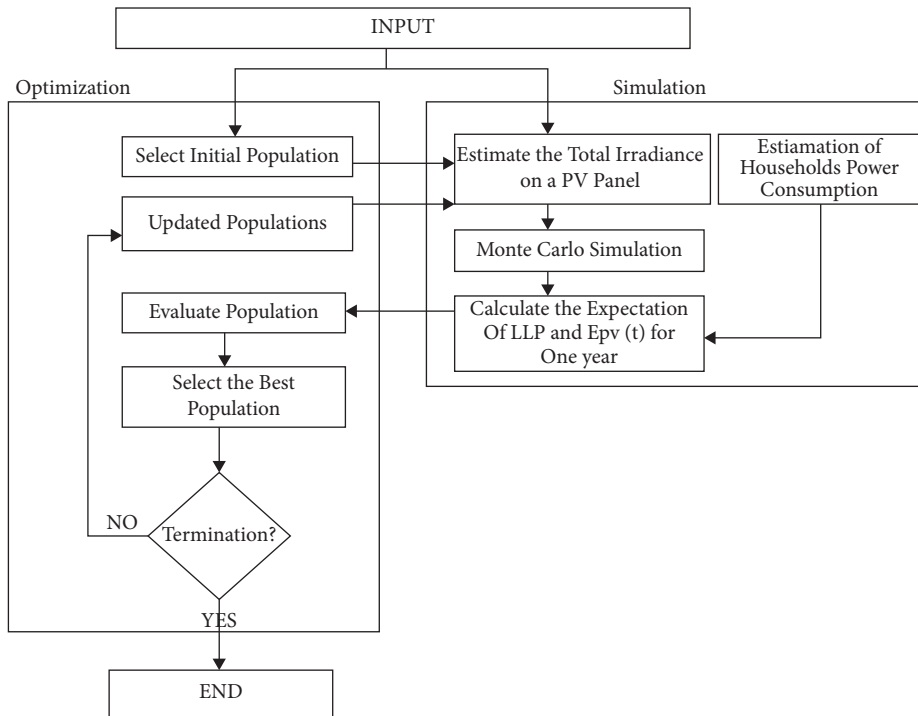 INPUT
Optimization
Select Initial Population
Updated Populations
Evaluate Population
Select the Best
Population
Termination?
NO
YES
END
Simulation
Estimate the Total Irradiance
on a PV Panel
Monte Carlo Simulation
Calculate the Expectation
Of LLP and Epv (t) for
One year
Estiamation of
Households Power
Consumption